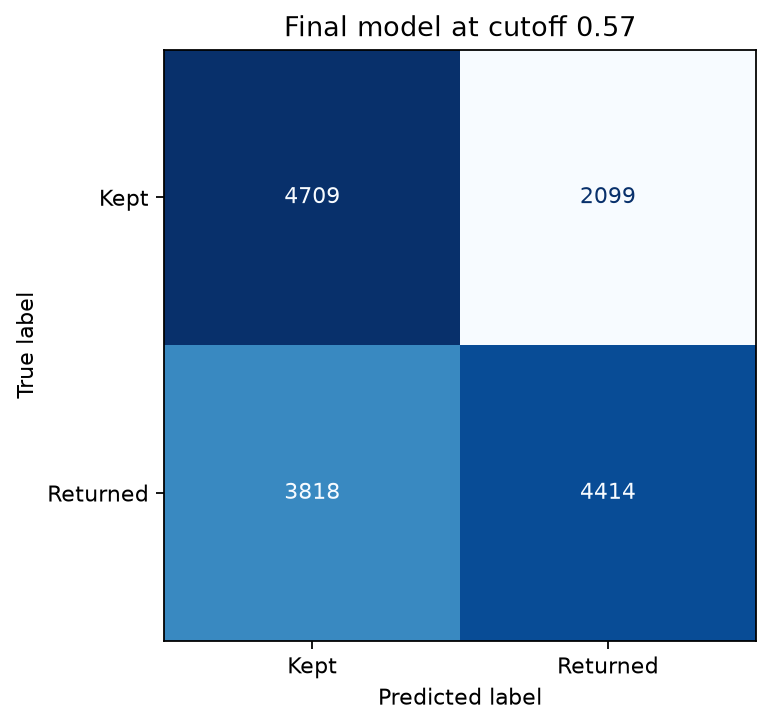 Final model at cutoff 0.57
True label
Kept
4709
2099
Returned
3818
4414
Kept
Returned
Predicted label